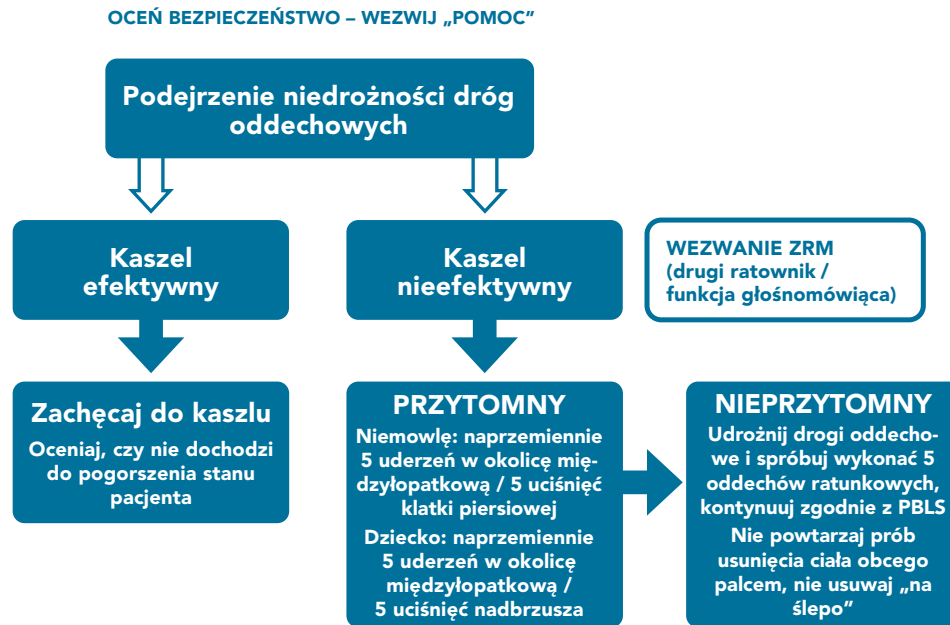 OCEŃ BEZPIECZEŃSTWO – WEZWIJ „POMOC”
Podejrzenie niedrożności dróg
oddechowych
Kaszel
efektywny
Kaszel
nieefektywny
WEZWANIE ZRM
(drugi ratownik /
funkcja głośnomówiąca)
Zachęcaj do kaszlu
Oceniaj, czy nie dochodzi
do pogorszenia stanu
pacjenta
PRZYTOMNY
Niemowlę: naprzemiennie
5 uderzeń w okolicę mię-
dzyłopatkową / 5 uciśnięć
klatki piersiowej
Dziecko: naprzemiennie
5 uderzeń w okolicę
międzyłopatkową /
5 uciśnięć nadbrzusza
NIEPRZYTOMNY
Udrożnij drogi oddecho-
we i spróbuj wykonać 5
oddechów ratunkowych,
kontynuuj zgodnie z PBLS
Nie powtarzaj prób
usunięcia ciała obcego
palcem, nie usuwaj „na
ślepo”